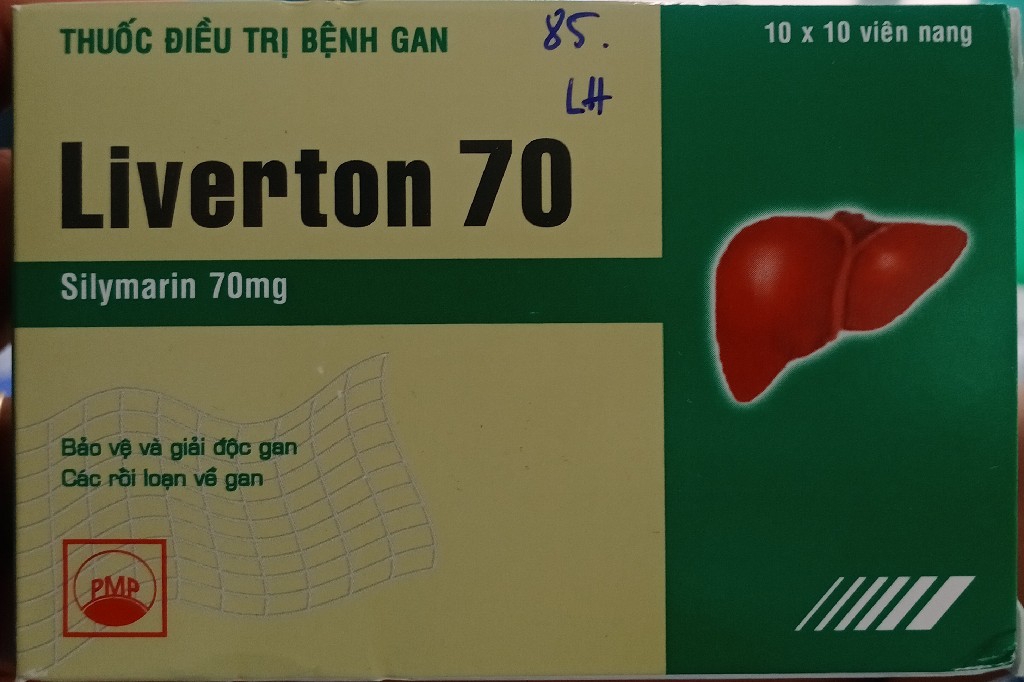 THUỐC ĐIỀU TRỊ BỆNH GAN
85.
LH
10 x 10 viên nang
Liverton 70
Silymarin 70mg
Bảo vệ và giải độc gan
Các rối loạn về gan
PMP